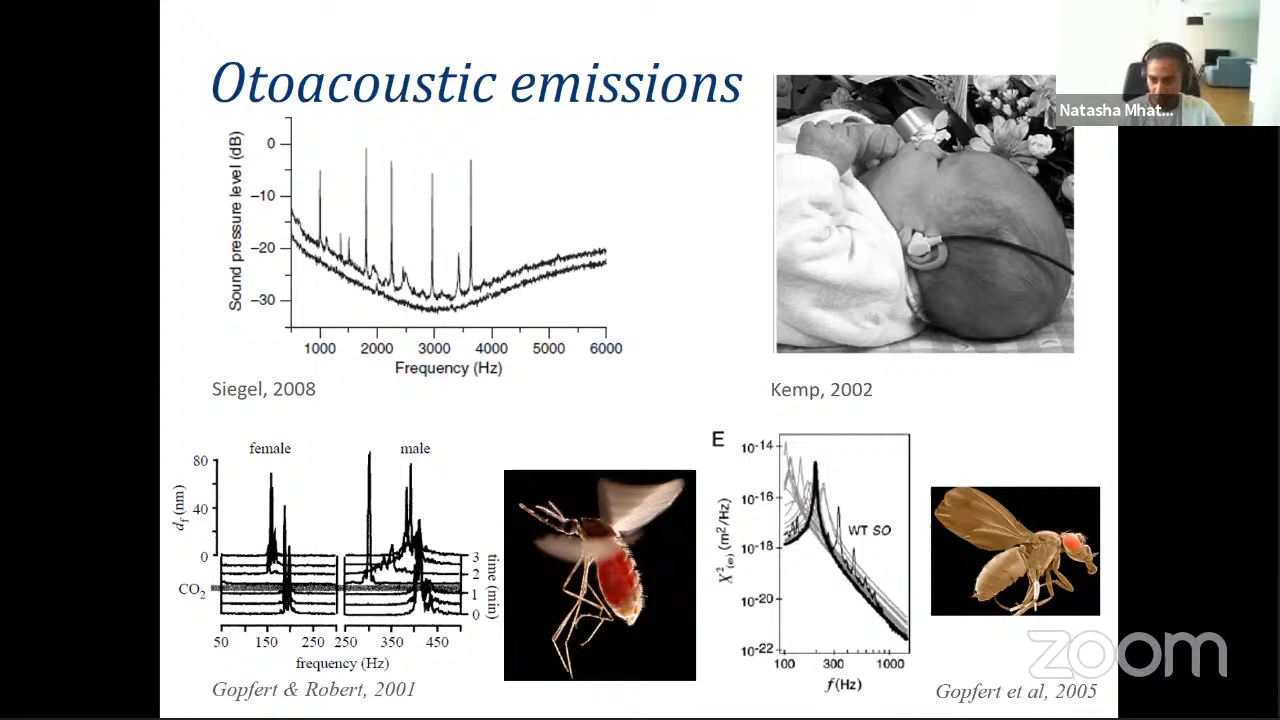 Otoacoustic emissions
Natasha Mhat...
Sound pressure level (dB)
0
−10
−20
−30
1000 2000 3000 4000 5000 6000
Frequency (Hz)
Siegel, 2008
Kemp, 2002
female male
80
40
0
df (nm)
CO2
3
2
1
0
time (min)
50 150 250 250 350 450
frequency (Hz)
Gopfert & Robert, 2001
E
10-14
10-16
10-18
10-20
10-22
X2(ω) (m2/Hz)
WT SO
100 300 1000
f(Hz)
Gopfert et al, 2005
zoom